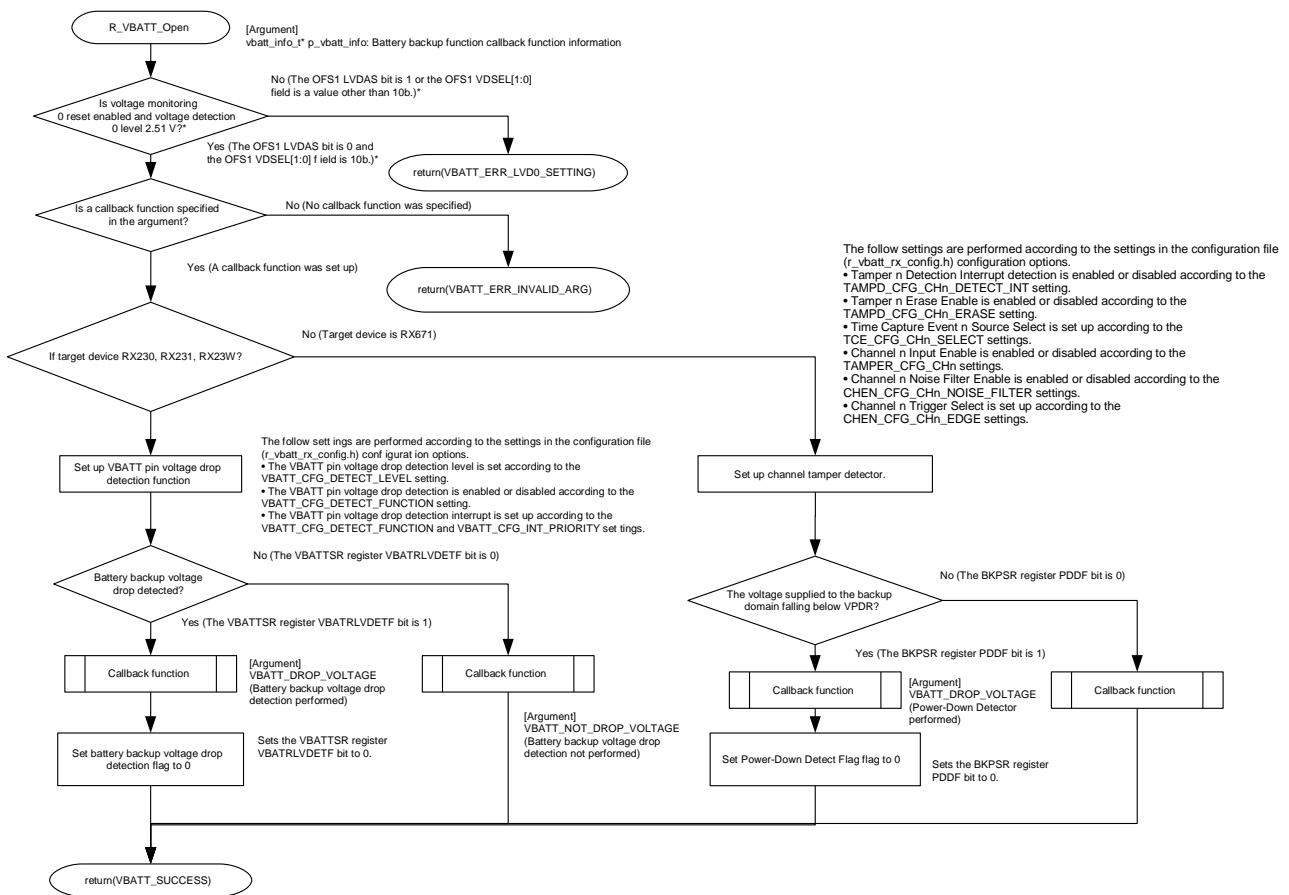 R_VBATT_Open
[Argument]
vbatt_info_t* p_vbatt_info: Battery backup function callback function information
No (The OFS1 LVDAS bit is 1 or the OFS1 VDSEL[1:0]
field is a value other than 10b.)*
Is voltage monitoring
0 reset enabled and voltage detection
0 level 2.51 V?*
Yes (The OFS1 LVDAS bit is 0 and
the OFS1 VDSEL[1:0] f ield is 10b.)*
return(VBATT_ERR_LVD0_SETTING)
Is a callback function specified
in the argument?
No (No callback function was specified)
Yes (A callback function was set up)
return(VBATT_ERR_INVALID_ARG)
The follow settings are performed according to the settings in the configuration file
(r_vbatt_rx_config.h) configuration options.
• Tamper n Detection Interrupt detection is enabled or disabled according to the
TAMPD_CFG_CHn_DETECT_INT setting.
• Tamper n Erase Enable is enabled or disabled according to the
TAMPD_CFG_CHn_ERASE setting.
• Time Capture Event n Source Select is set up according to the
TCE_CFG_CHn_SELECT settings.
• Channel n Input Enable is enabled or disabled according to the
TAMPER_CFG_CHn settings.
• Channel n Noise Filter Enable is enabled or disabled according to the
CHEN_CFG_CHn_NOISE_FILTER settings.
• Channel n Trigger Select is set up according to the
CHEN_CFG_CHn_EDGE settings.
If target device RX230, RX231, RX23W?
No (Target device is RX671)
Set up VBATT pin voltage drop
detection function
The follow sett ings are performed according to the settings in the configuration file
(r_vbatt_rx_config.h) conf igurat ion options.
• The VBATT pin voltage drop detection level is set according to the
VBATT_CFG_DETECT_LEVEL setting.
• The VBATT pin voltage drop detection is enabled or disabled according to the
VBATT_CFG_DETECT_FUNCTION setting.
• The VBATT pin voltage drop detection interrupt is set up according to the
VBATT_CFG_DETECT_FUNCTION and VBATT_CFG_INT_PRIORITY set tings.
Set up channel tamper detector.
Battery backup voltage
drop detected?
No (The VBATTSR register VBATRLVDETF bit is 0)
Yes (The VBATTSR register VBATRLVDETF bit is 1)
The voltage supplied to the backup
domain falling below VPDR?
No (The BKPSR register PDDF bit is 0)
Yes (The BKPSR register PDDF bit is 1)
Callback function
[Argument]
VBATT_DROP_VOLTAGE
(Battery backup voltage drop
detection performed)
Callback function
[Argument]
VBATT_NOT_DROP_VOLTAGE
(Battery backup voltage drop
detection not performed)
Callback function
[Argument]
VBATT_DROP_VOLTAGE
(Power-Down Detector
performed)
Callback function
Set battery backup voltage drop
detection flag to 0
Sets the VBATTSR register
VBATRLVDETF bit to 0.
Set Power-Down Detect Flag flag to 0
Sets the BKPSR register
PDDF bit to 0.
return(VBATT_SUCCESS)